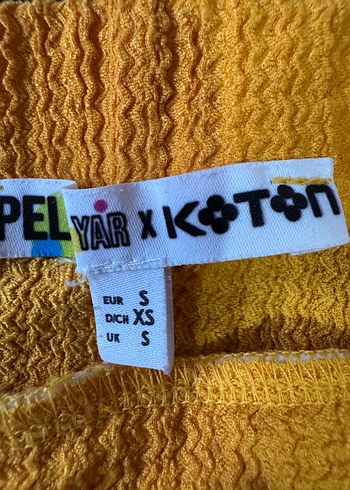 PEL YAR X KOTON
EUR S
D/CH XS
UK S